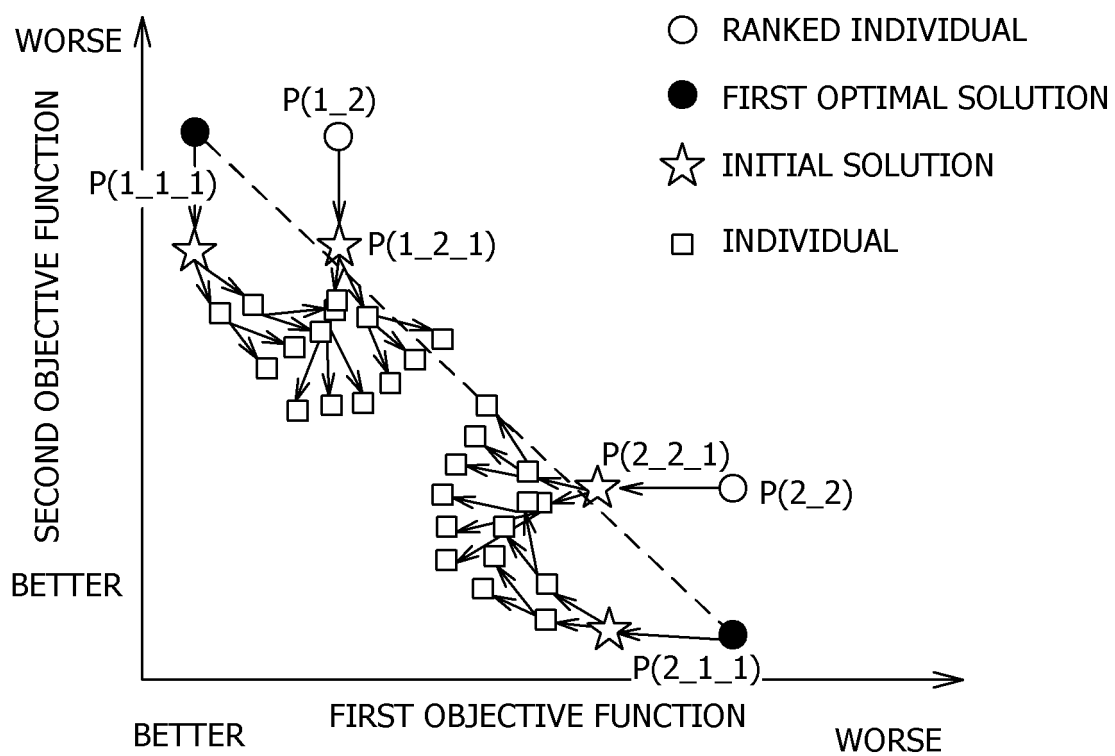 WORSE
SECOND OBJECTIVE FUNCTION
BETTER
P(1_2)
P(1_1_1)
P(1_2_1)
RANKED INDIVIDUAL
FIRST OPTIMAL SOLUTION
INITIAL SOLUTION
INDIVIDUAL
P(2_2_1)
P(2_2)
P(2_1_1)
BETTER
FIRST OBJECTIVE FUNCTION
WORSE